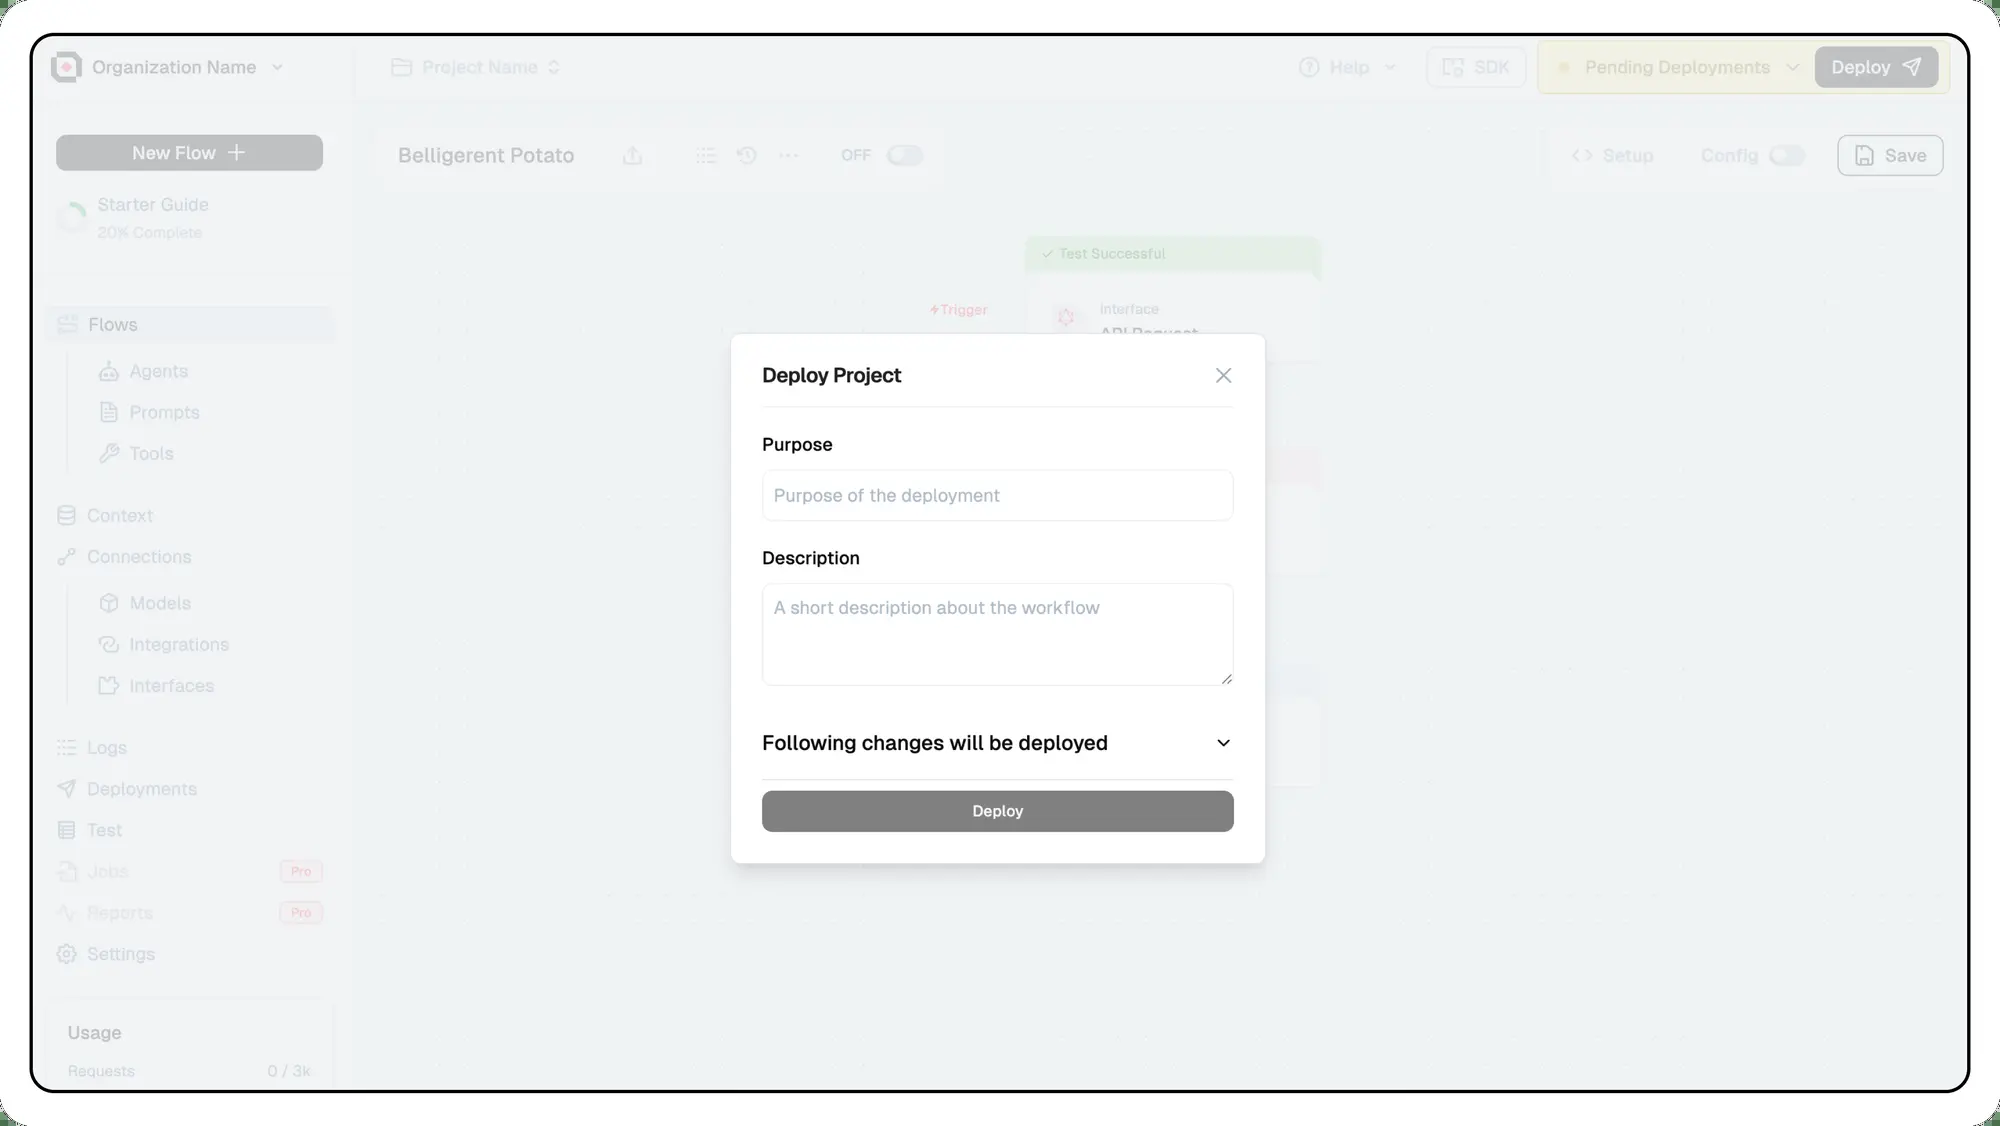 Organization Name
Project Name
Help
SDK
Pending Deployments
Deploy
New Flow
Starter Guide
20% Complete
Belligerent Potato
OFF
Setup
Config
Save
Test Successful
Trigger
Interface
API Request
Flows
Agents
Prompts
Tools
Context
Connections
Models
Integrations
Interfaces
Logs
Deployments
Test
Jobs
Pro
Reports
Pro
Settings
Usage
Requests
0 / 3k
Deploy Project
Purpose
Purpose of the deployment
Description
A short description about the workflow
Following changes will be deployed
Deploy